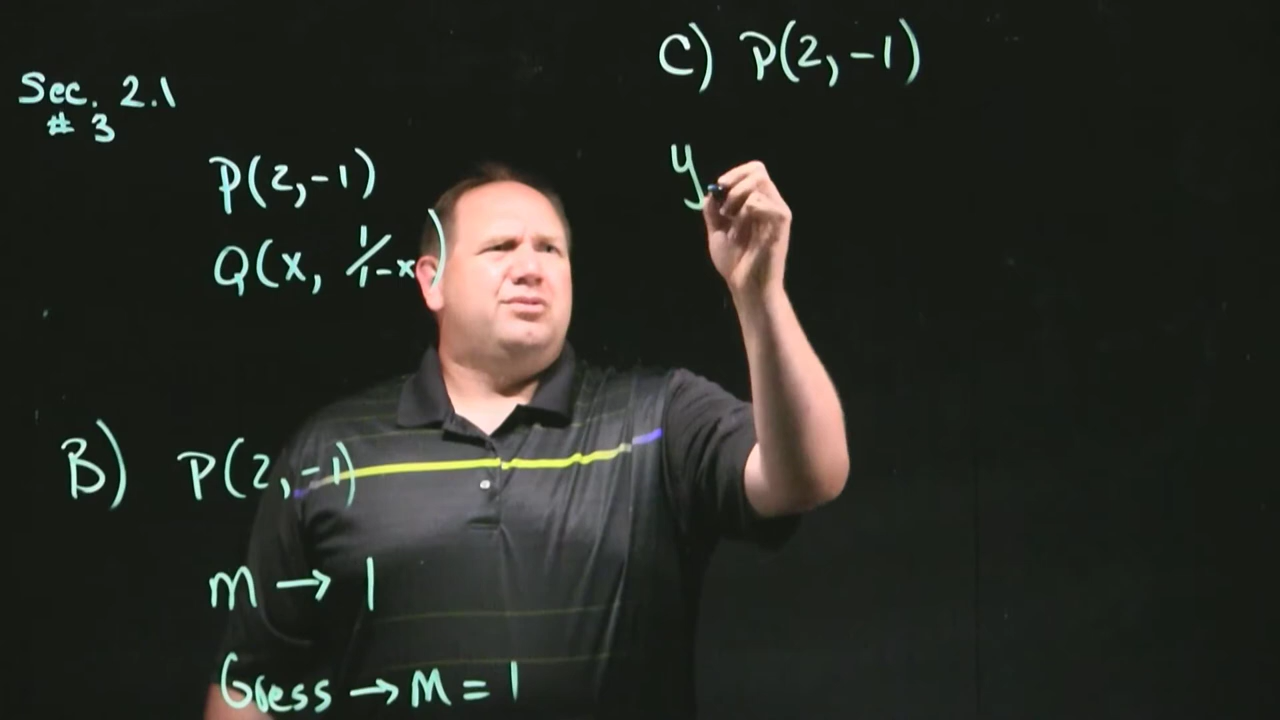 Sec. 2.1
# 3
P(2,-1)
Q(x, 1/1-x)
B) P(2,-1)
m → 1
Guess → m = 1
C) P(2,-1)
y